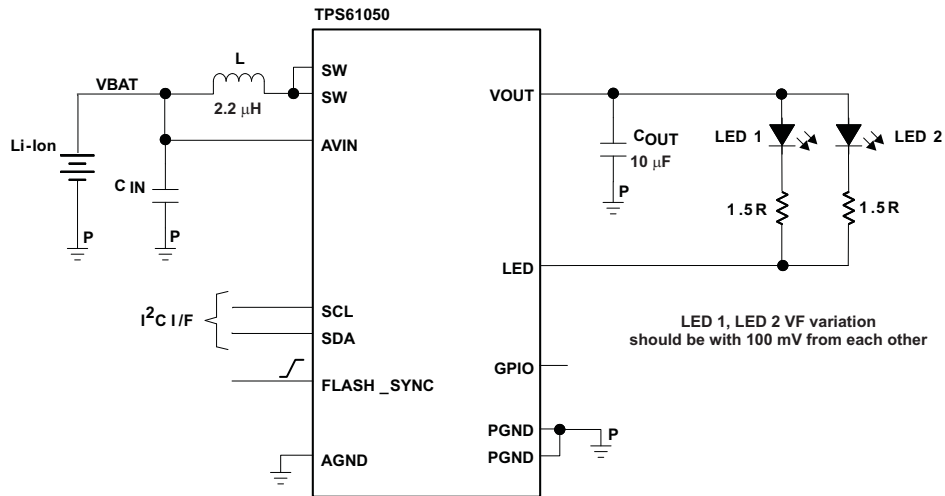 TPS61050
L
VBAT
2.2 μH
SW
SW
AVIN
Li-Ion
C IN
P
P
I²C I/F
SCL
SDA
FLASH _SYNC
AGND
VOUT
LED
GPIO
PGND
PGND
P
COUT
10 μF
P
LED 1
LED 2
1.5R
1.5R
LED 1, LED 2 VF variation
should be with 100 mV from each other